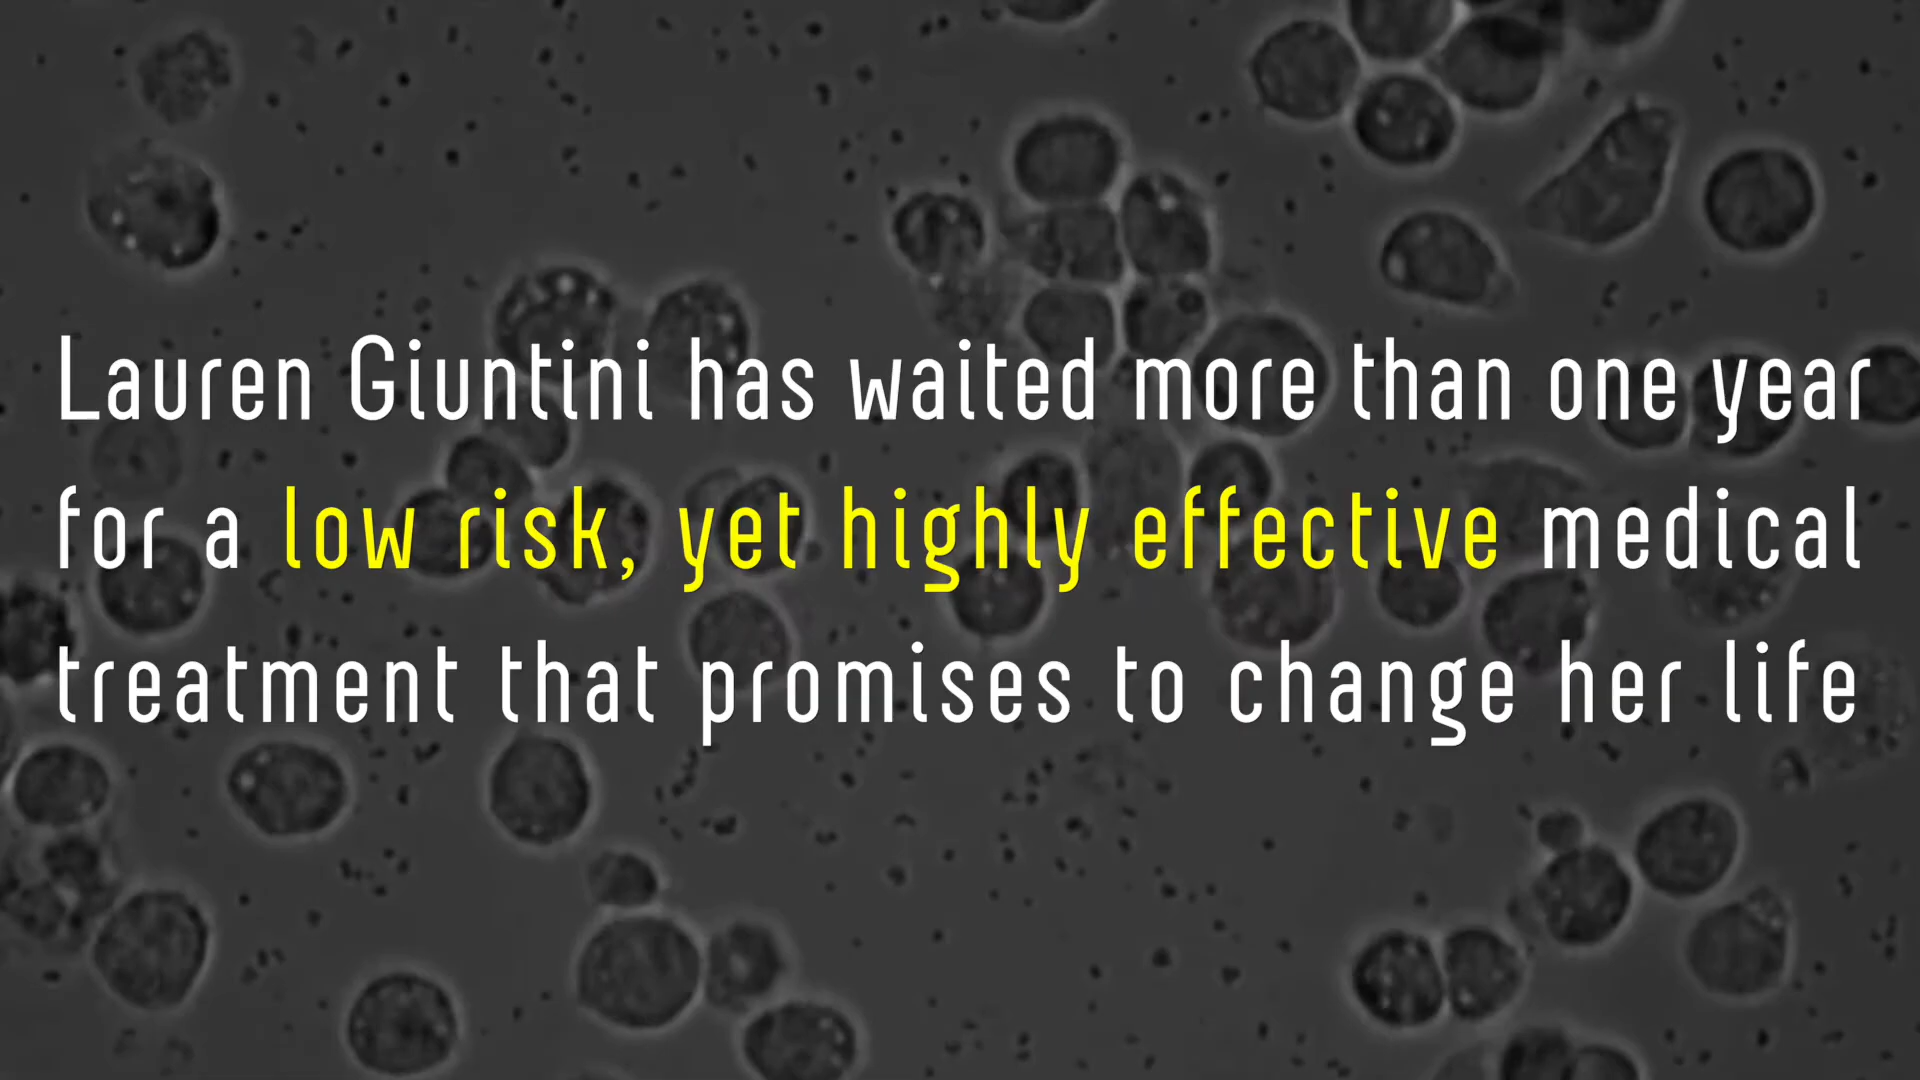 Lauren Giuntini has waited more than one year
for a low risk, yet highly effective medical
treatment that promises to change her life